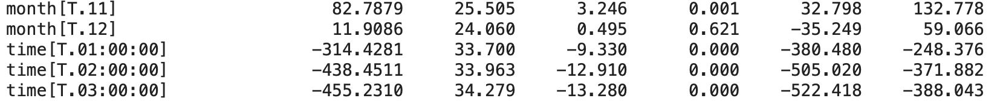 month[T.11] 82.7879 25.505 3.246 0.001 32.798 132.778
month[T.12] 11.9086 24.060 0.495 0.621 −35.249 59.066
time[T.01:00:00] −314.4281 33.700 −9.330 0.000 −380.480 −248.376
time[T.02:00:00] −438.4511 33.963 −12.910 0.000 −505.020 −371.882
time[T.03:00:00] −455.2310 34.279 −13.280 0.000 −522.418 −388.043